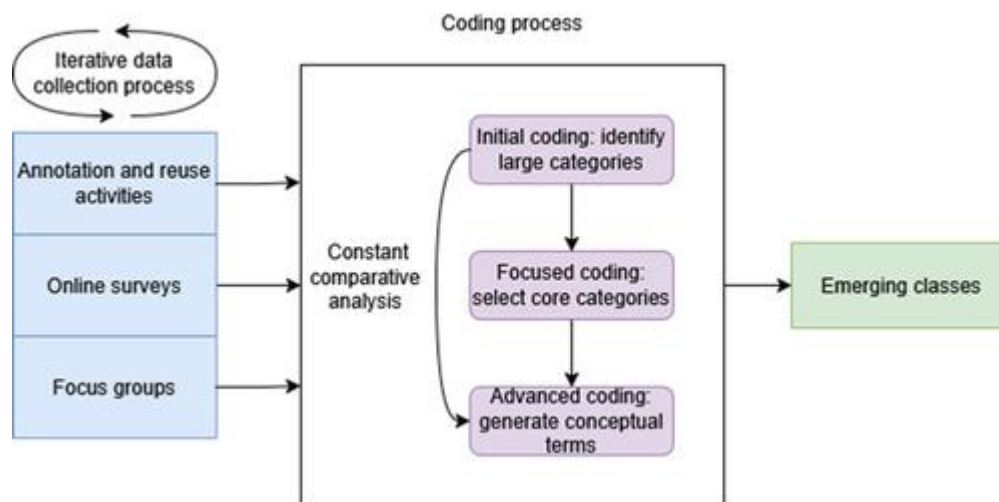 Coding process
Iterative data
collection process
Annotation and reuse
activities
Online surveys
Focus groups
Constant
comparative
analysis
Initial coding: identify
large categories
Focused coding:
select core categories
Advanced coding:
generate conceptual
terms
Emerging classes